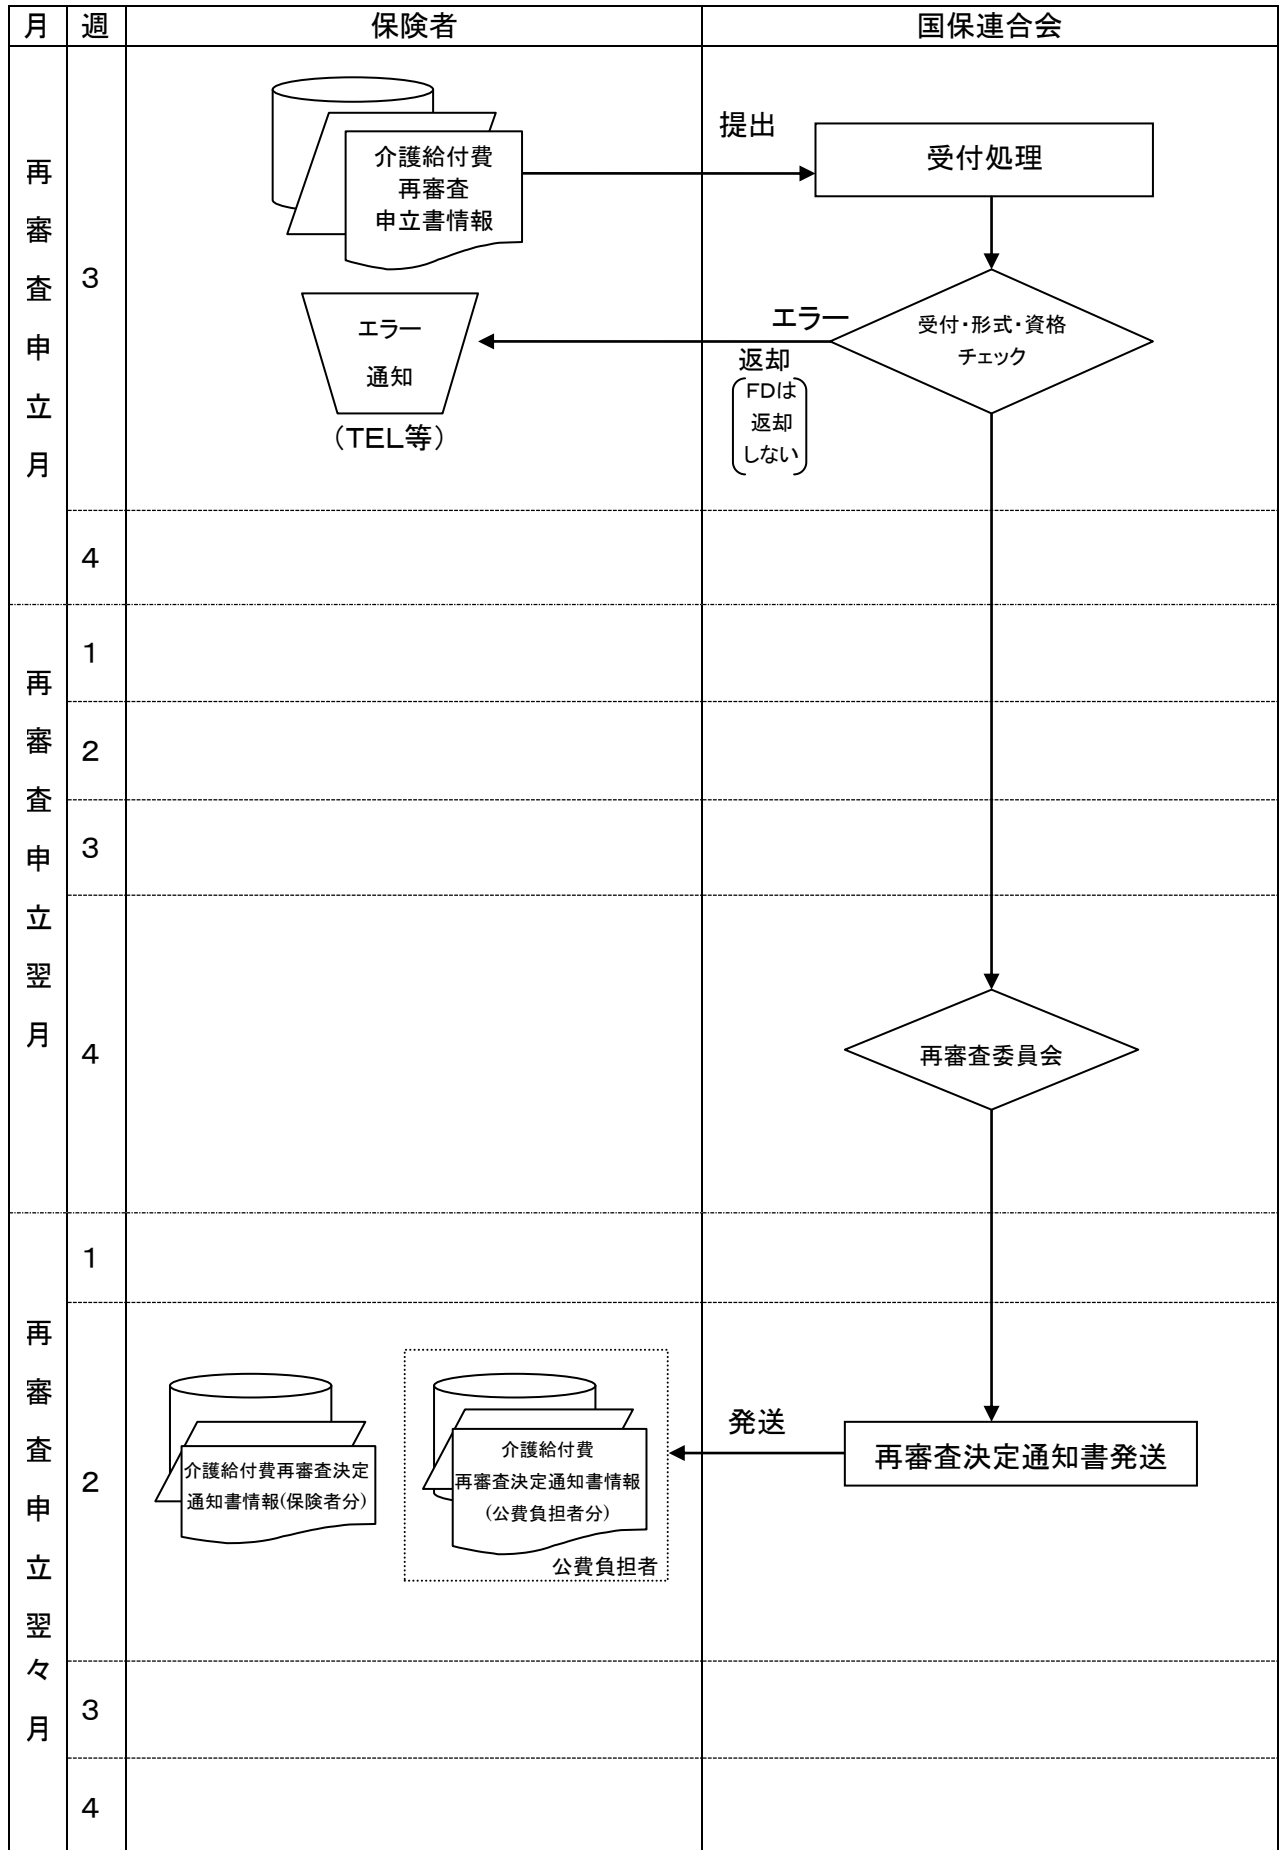 月 週 保険者 国保連合会
再審査申立月
3
介護給付費
再審査
申立書情報
提出
受付処理
エラー
通知
(TEL等)
エラー
返却
FDは
返却
しない
受付・形式・資格
チェック
4
再審査申立翌月
1
2
3
4
再審査委員会
再審査申立翌々月
1
2
介護給付費再審査決定
通知書情報(保険者分)
介護給付費
再審査決定通知書情報
(公費負担者分)
公費負担者
発送
再審査決定通知書発送
3
4